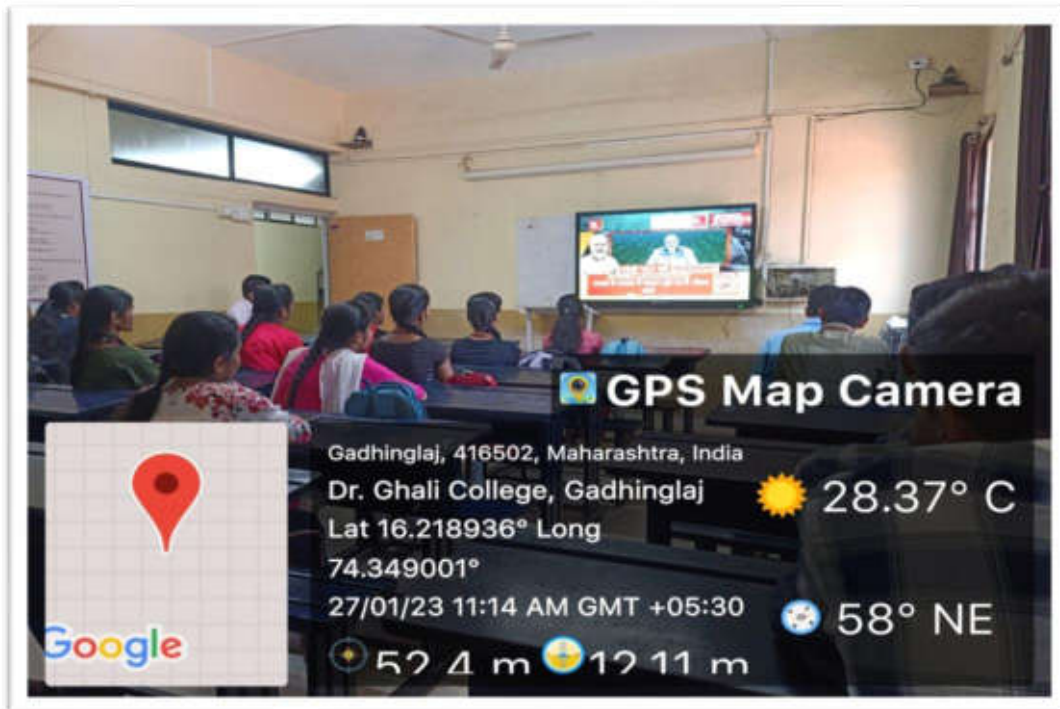 GPS Map Camera
Gadhinglaj, 416502, Maharashtra, India
Dr. Ghali College, Gadhinglaj
Lat 16.218936° Long
74.349001°
27/01/23 11:14 AM GMT +05:30
28.37° C
58° NE
52.4 m 12.11 m
Google